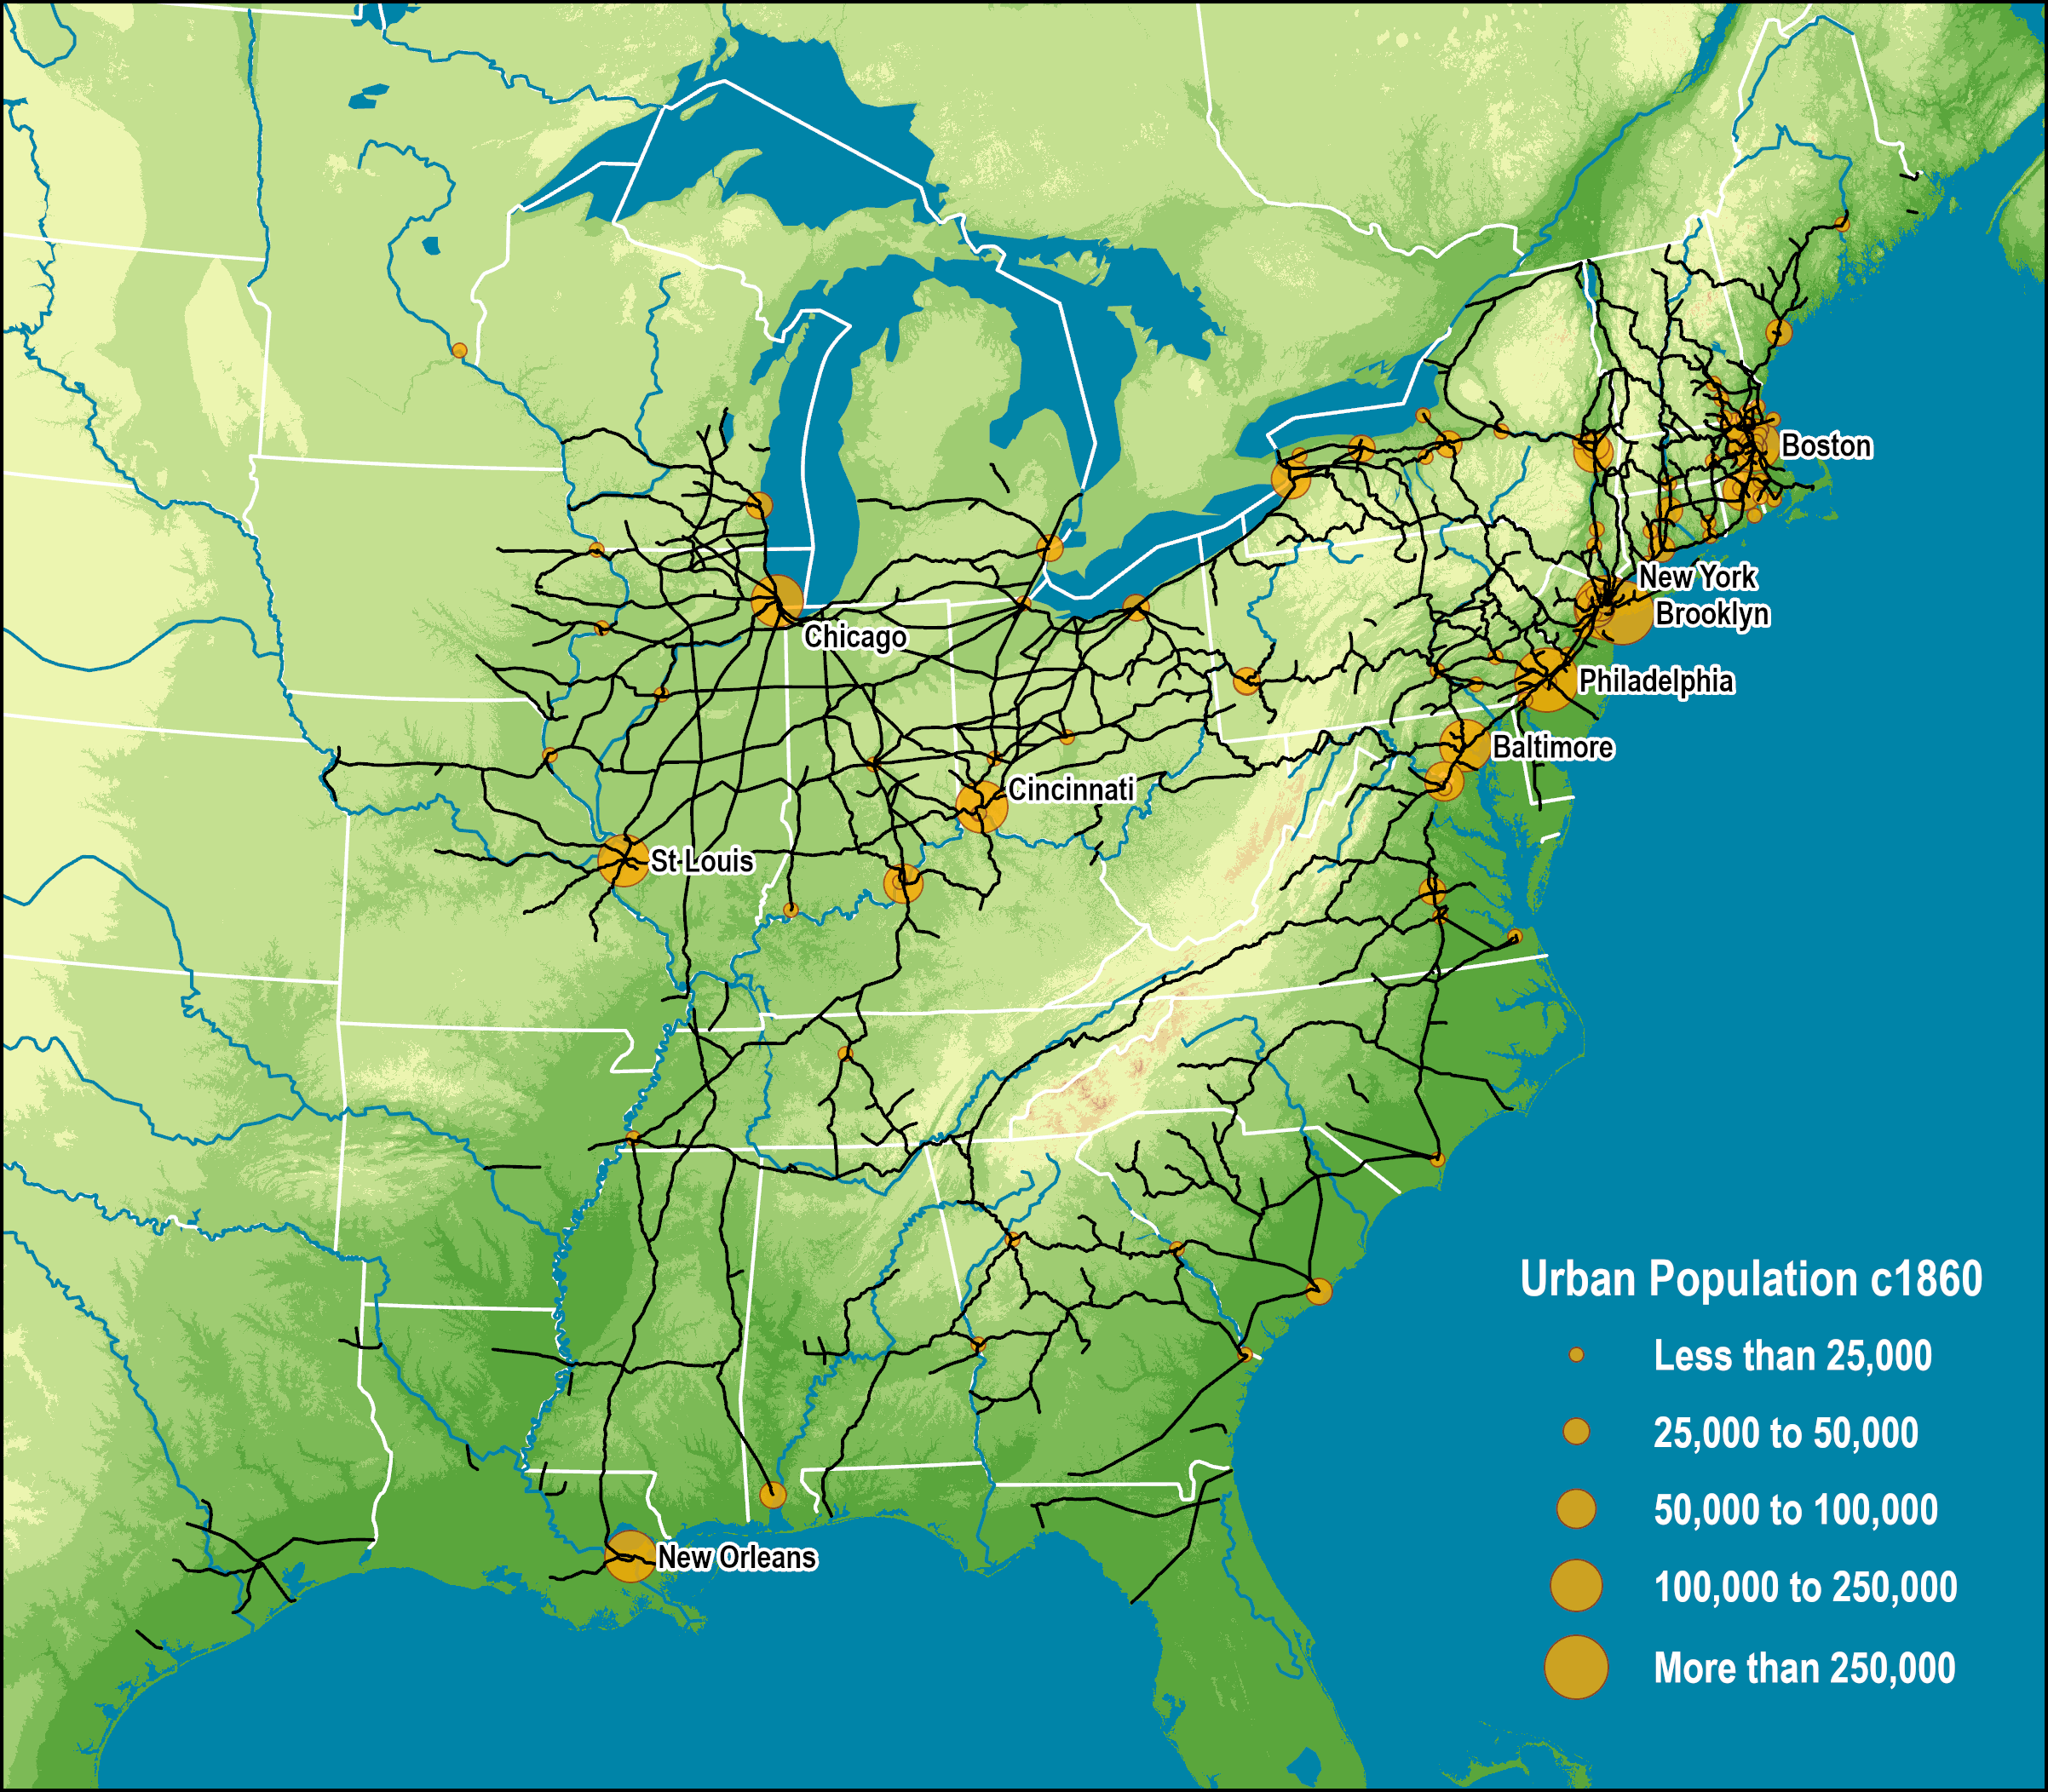 Boston
New York
Brooklyn
Chicago
Philadelphia
Baltimore
Cincinnati
St Louis
New Orleans
Urban Population c1860
Less than 25,000
25,000 to 50,000
50,000 to 100,000
100,000 to 250,000
More than 250,000